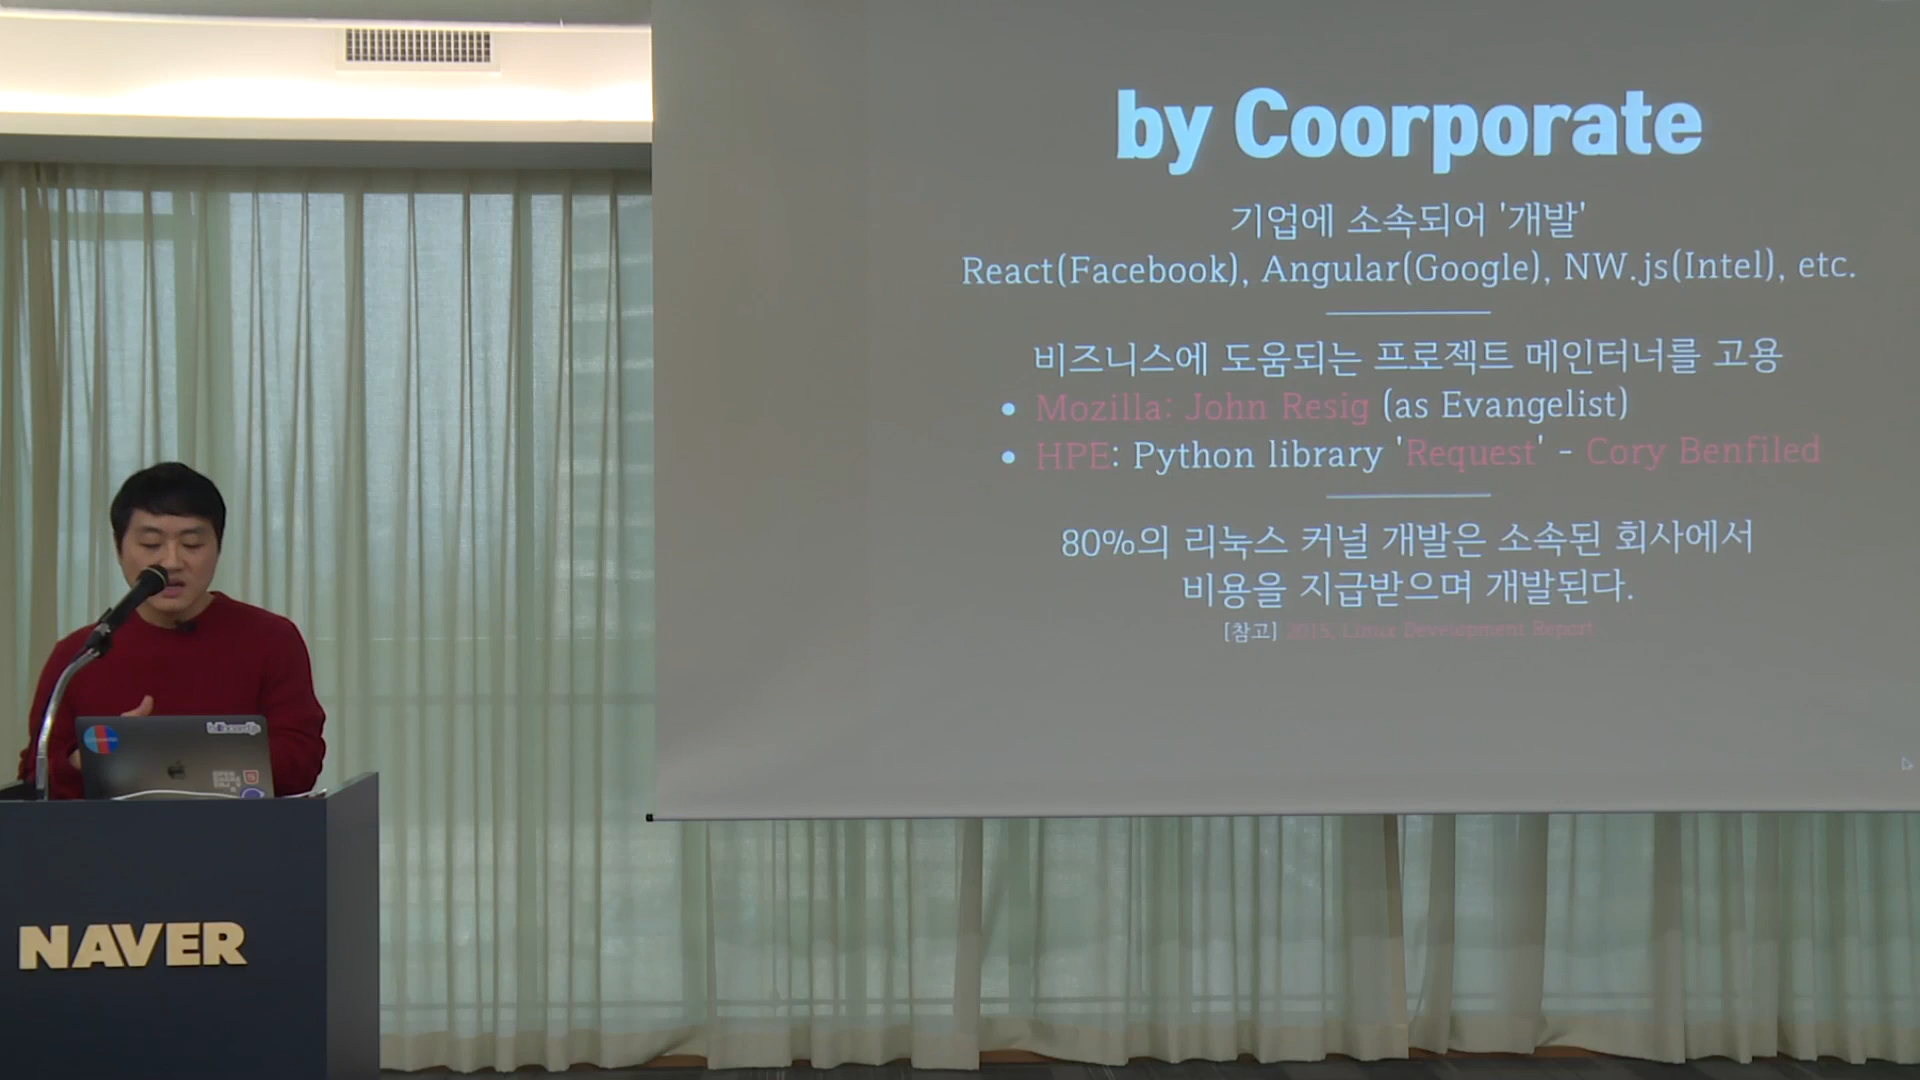 by Coorporate
기업에 소속되어 '개발'
React(Facebook), Angular(Google), NW.js(Intel), etc.
비즈니스에 도움되는 프로젝트 메인터너를 고용
• Mozilla: John Resig (as Evangelist)
• HPE: Python library 'Request' - Cory Benfiled
80%의 리눅스 커널 개발은 소속된 회사에서
비용을 지급받으며 개발된다.
[참고] 2015, Linux Development Report
NAVER